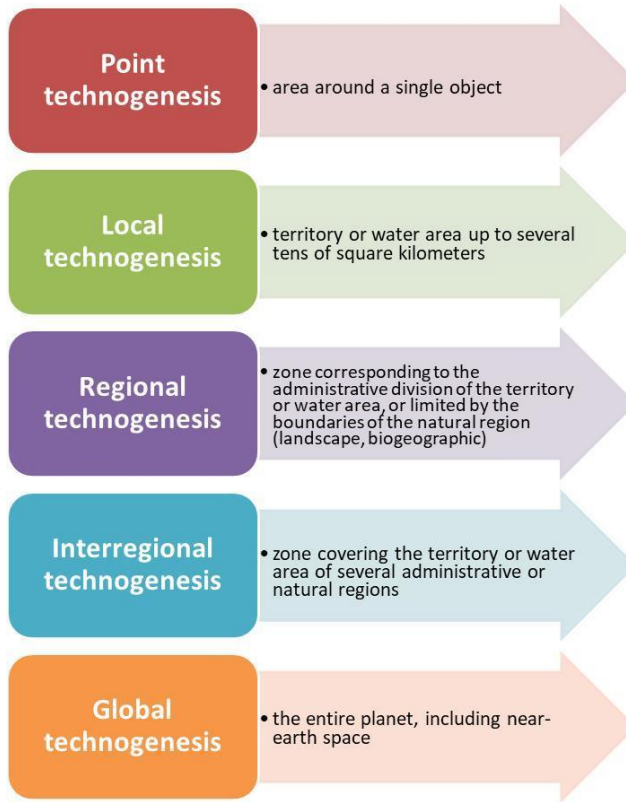 Point
technogenesis
• area around a single object
Local
technogenesis
• territory or water area up to several
tens of square kilometers
Regional
technogenesis
• zone corresponding to the
administrative division of the territory
or water area, or limited by the
boundaries of the natural region
(landscape, biogeographic)
Interregional
technogenesis
• zone covering the territory or water
area of several administrative or
natural regions
Global
technogenesis
• the entire planet, including near-
earth space